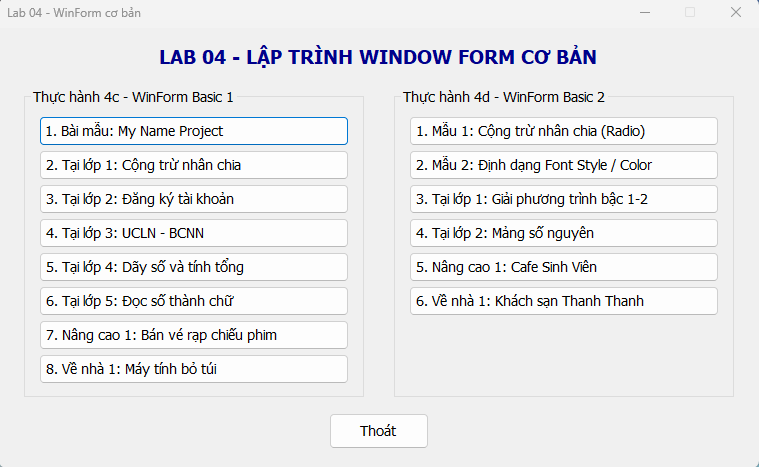 Lab 04 - WinForm cơ bản
LAB 04 - LẬP TRÌNH WINDOW FORM CƠ BẢN
Thực hành 4c - WinForm Basic 1
1. Bài mẫu: My Name Project
2. Tại lớp 1: Cộng trừ nhân chia
3. Tại lớp 2: Đăng ký tài khoản
4. Tại lớp 3: UCLN - BCNN
5. Tại lớp 4: Dãy số và tính tổng
6. Tại lớp 5: Đọc số thành chữ
7. Nâng cao 1: Bán vé rạp chiếu phim
8. Về nhà 1: Máy tính bỏ túi
Thực hành 4d - WinForm Basic 2
1. Mẫu 1: Cộng trừ nhân chia (Radio)
2. Mẫu 2: Định dạng Font Style / Color
3. Tại lớp 1: Giải phương trình bậc 1-2
4. Tại lớp 2: Mảng số nguyên
5. Nâng cao 1: Cafe Sinh Viên
6. Về nhà 1: Khách sạn Thanh Thanh
Thoát